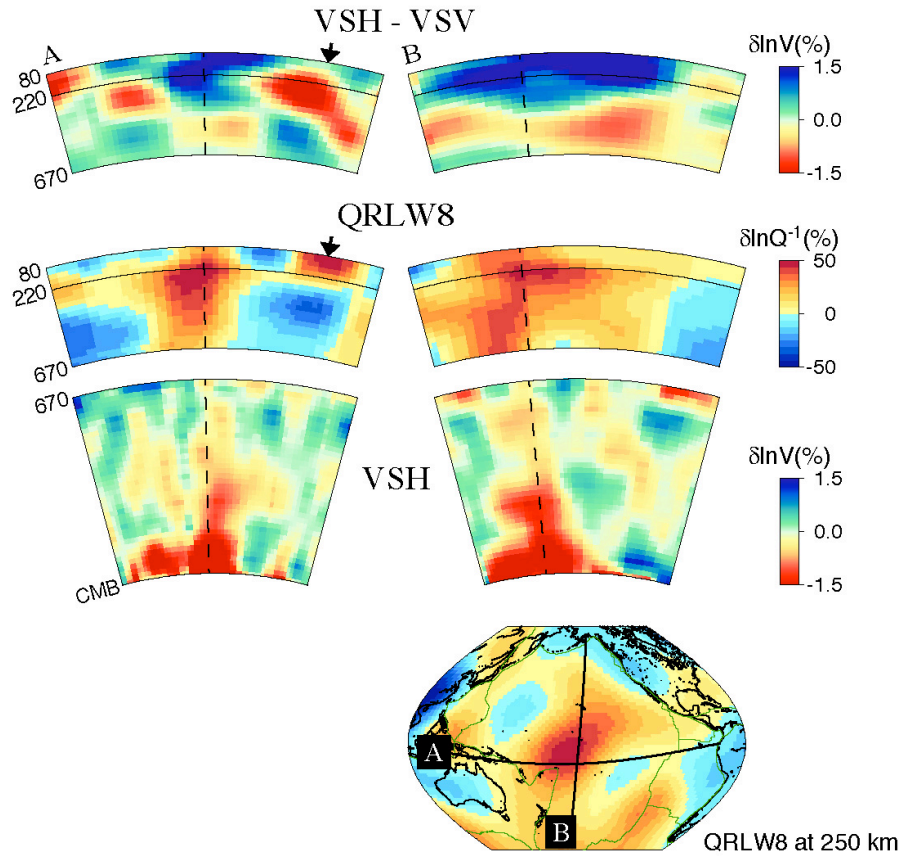 VSH - VSV
A
B
δlnV(%)
80
220
670
1.5
0.0
-1.5
QRLW8
δlnQ⁻¹(%)
80
220
670
50
0
-50
670
CMB
VSH
δlnV(%)
1.5
0.0
-1.5
A
B
QRLW8 at 250 km